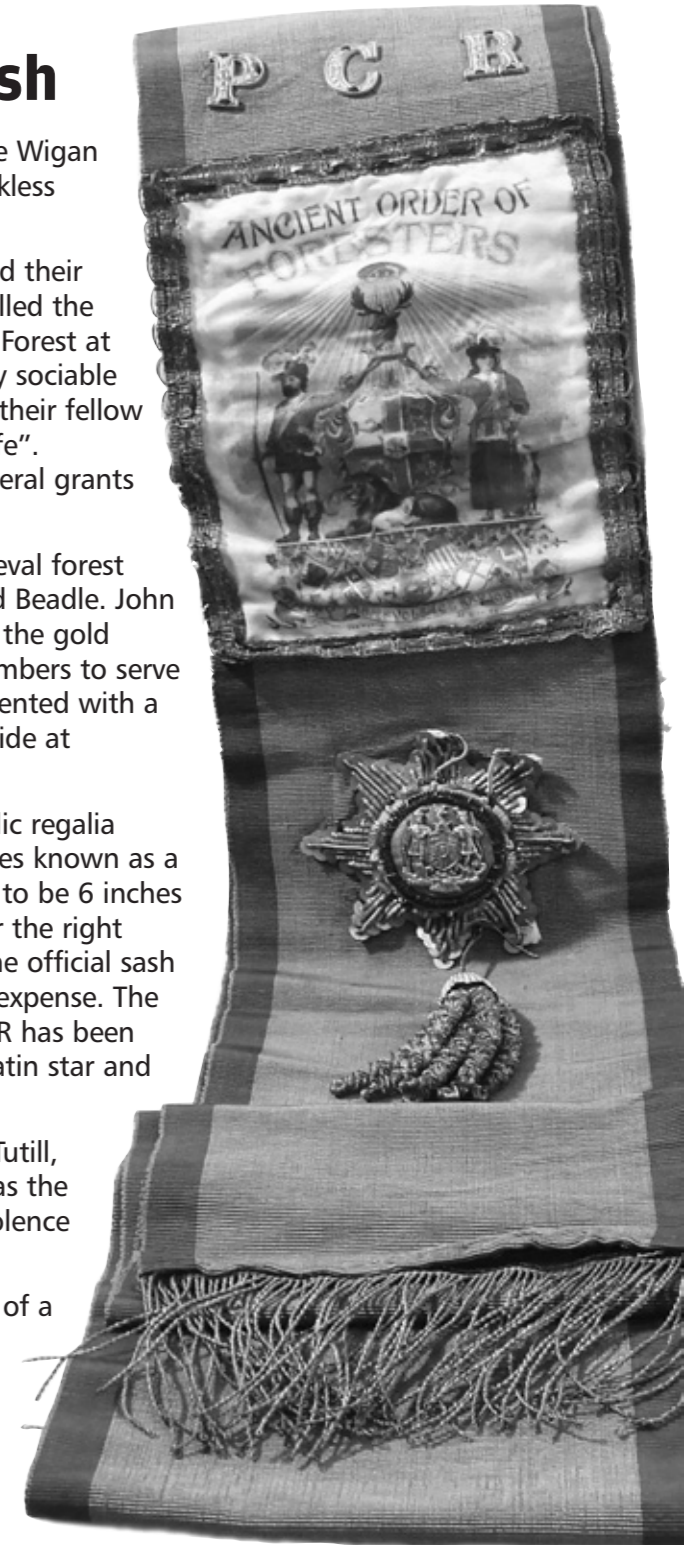 sh
e Wigan
kless
d their
lled the
Forest at
y sociable
their fellow
fe”.
eral grants
eval forest
d Beadle. John
the gold
mbers to serve
ented with a
ide at
lic regalia
es known as a
to be 6 inches
r the right
ne official sash
expense. The
R has been
atin star and
Tutill,
as the
olence
of a
P C R
ANCIENT ORDER OF
FORESTERS